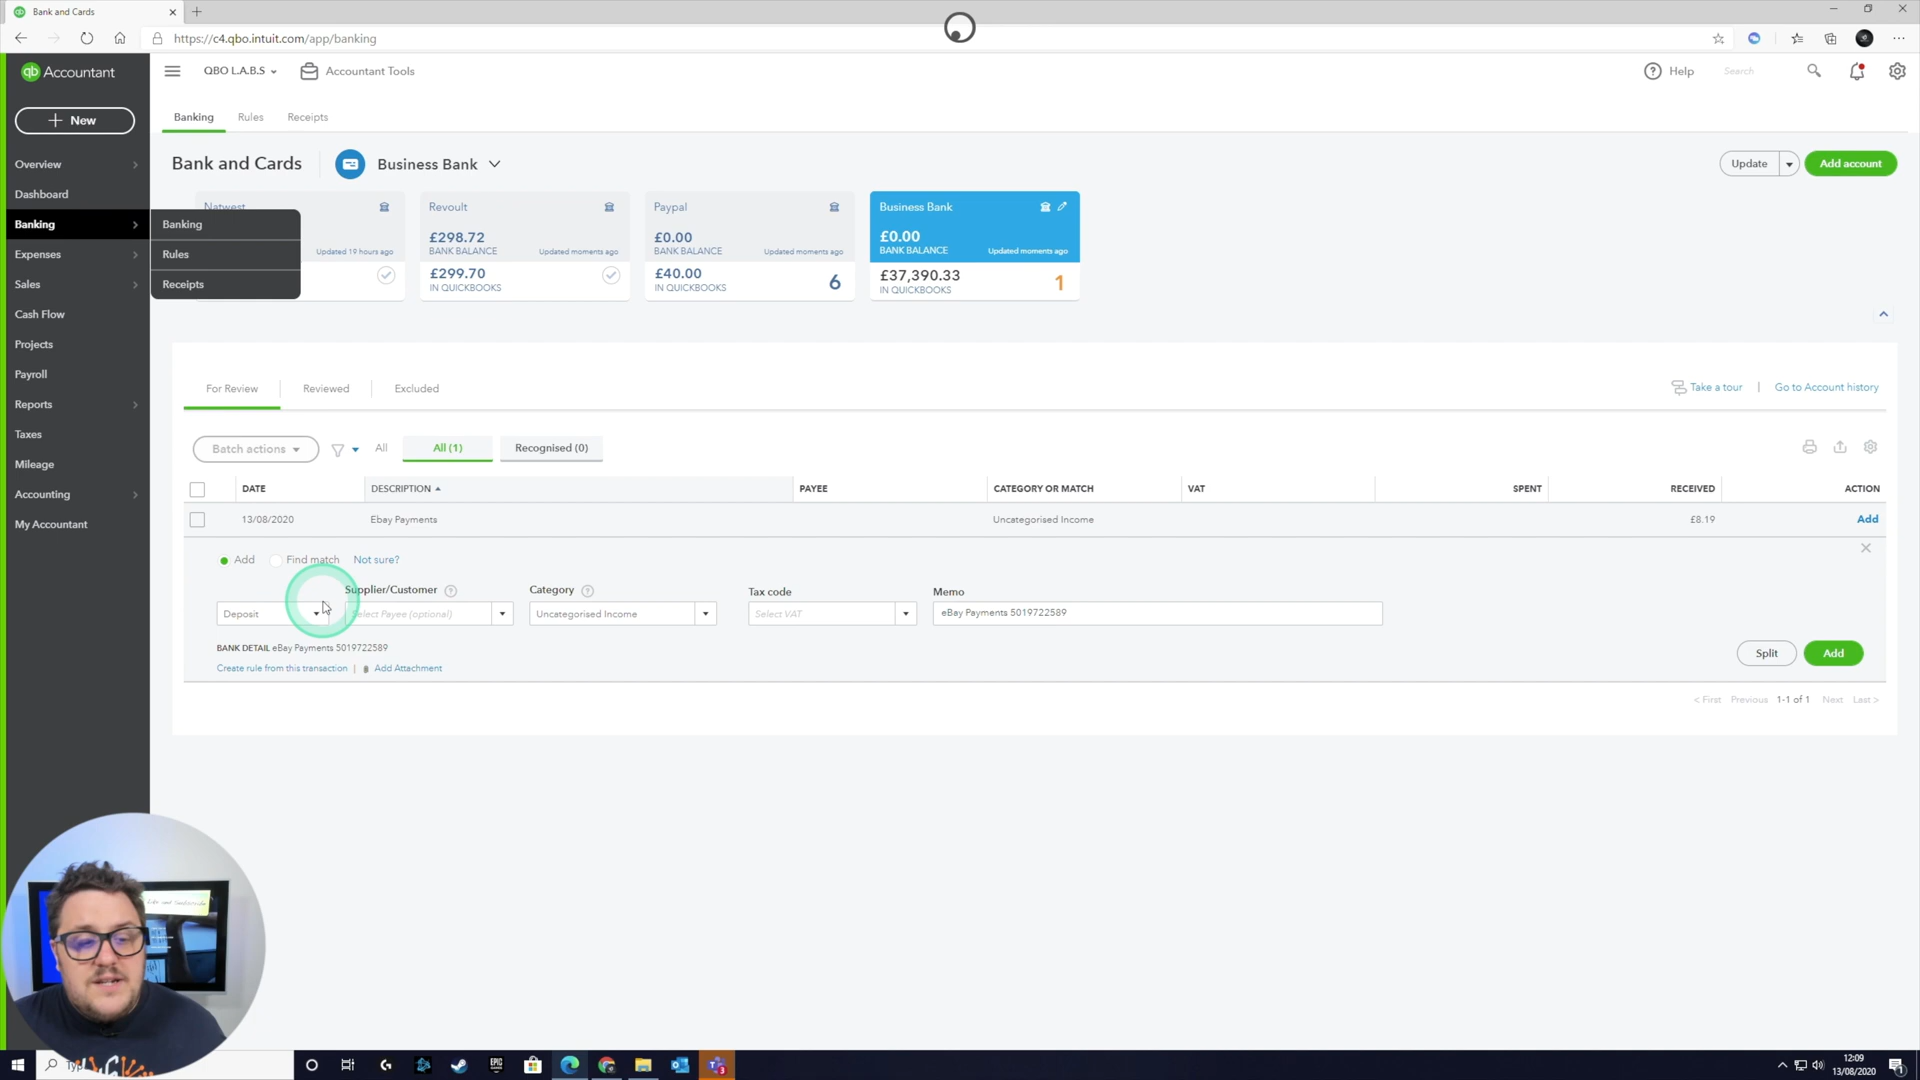 Bank and Cards
https://c4.qbo.intuit.com/app/banking
qb Accountant
QBO L.A.B.S
Accountant Tools
Help
Search
New
Banking
Rules
Receipts
Overview
Dashboard
Banking
Expenses
Sales
Cash Flow
Projects
Payroll
Reports
Taxes
Mileage
Accounting
My Accountant
Banking
Rules
Receipts
Bank and Cards
Business Bank
Update
Add account
Natwest
Updated 19 hours ago
Revoult
£298.72
BANK BALANCE
Updated moments ago
£299.70
IN QUICKBOOKS
Paypal
£0.00
BANK BALANCE
Updated moments ago
£40.00
IN QUICKBOOKS
6
Business Bank
£0.00
BANK BALANCE
Updated moments ago
£37,390.33
IN QUICKBOOKS
1
For Review
Reviewed
Excluded
Take a tour
Go to Account history
Batch actions
All
All (1)
Recognised (0)
DATE
DESCRIPTION
PAYEE
CATEGORY OR MATCH
VAT
SPENT
RECEIVED
ACTION
13/08/2020
Ebay Payments
Uncategorised Income
£8.19
Add
Add
Find match
Not sure?
Supplier/Customer
Category
Tax code
Memo
Deposit
Select Payee (optional)
Uncategorised Income
Select VAT
eBay Payments 5019722589
BANK DETAIL eBay Payments 5019722589
Create rule from this transaction | Add Attachment
Split
Add
< First Previous 1-1 of 1 Next Last >
EPIC
12:09
13/08/2020